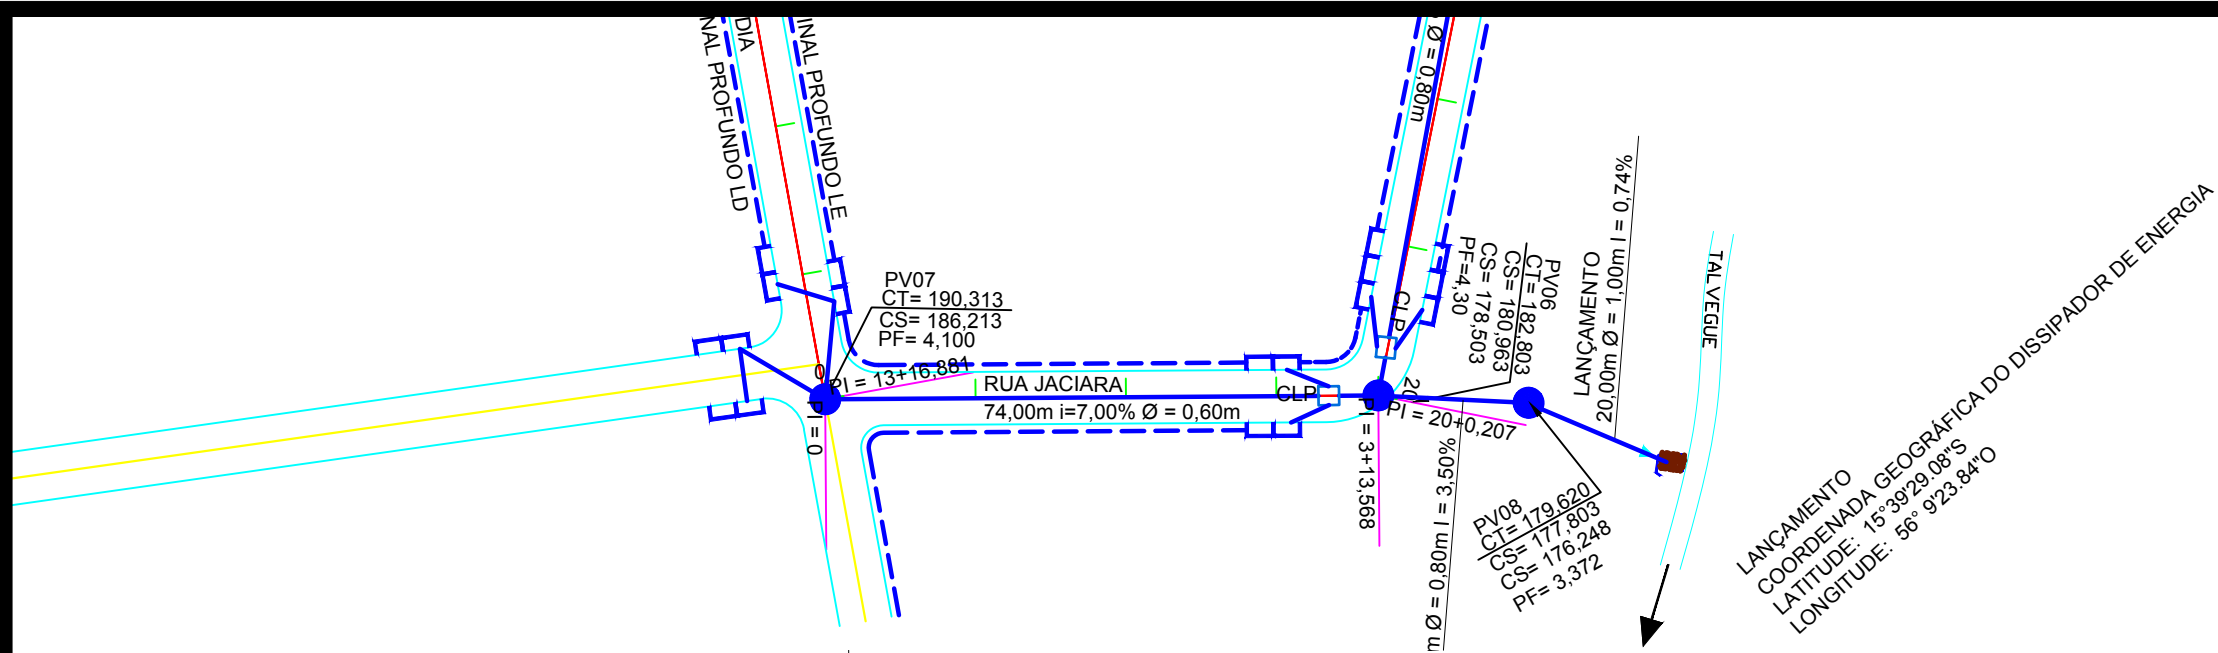 NAL PROFUNDO LD
DIA
INAL PROFUNDO LE
PV07
CT= 190,313
CS= 186,213
PF= 4,100
0
PI = 13+16,881
PI = 0
RUA JACIARA
74,00m i=7,00% Ø = 0,60m
CLP
Ø = 0,80m
CLP
PV06
CT= 182,803
CS= 180,963
CS= 178,503
PF=4,30
20
PI = 20+0,207
PI = 3+13,568
m Ø = 0,80m I = 3,50%
LANÇAMENTO
20,00m Ø = 1,00m I = 0,74%
PV08
CT= 179,620
CS= 177,803
CS= 176,248
PF= 3,372
TALVEGUE
LANÇAMENTO
COORDENADA GEOGRÁFICA DO DISSIPADOR DE ENERGIA
LATITUDE: 15°39'29.08"S
LONGITUDE: 56° 9'23.84"O